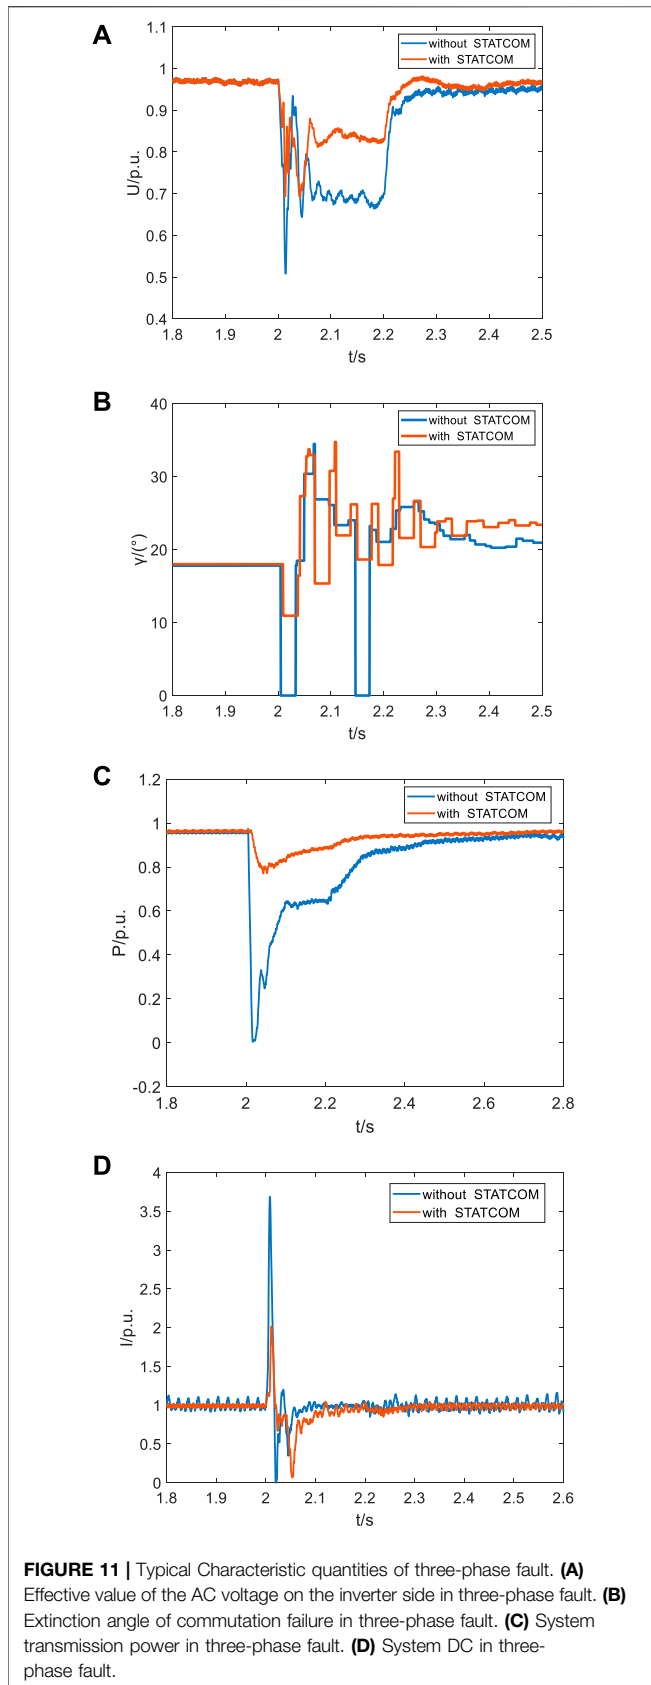 A
1.1
1
0.9
0.8
0.7
0.6
0.5
0.4
U/p.u.
without STATCOM
with STATCOM
1.8 1.9 2 2.1 2.2 2.3 2.4 2.5
t/s
B
40
30
20
10
0
γ/(°)
without STATCOM
with STATCOM
1.8 1.9 2 2.1 2.2 2.3 2.4 2.5
t/s
C
1.2
1
0.8
0.6
0.4
0.2
0
-0.2
P/p.u.
without STATCOM
with STATCOM
1.8 2 2.2 2.4 2.6 2.8
t/s
D
4
3.5
3
2.5
2
1.5
1
0.5
0
I/p.u.
without STATCOM
with STATCOM
1.8 1.9 2 2.1 2.2 2.3 2.4 2.5 2.6
t/s
FIGURE 11 | Typical Characteristic quantities of three-phase fault. (A)
Effective value of the AC voltage on the inverter side in three-phase fault. (B)
Extinction angle of commutation failure in three-phase fault. (C) System
transmission power in three-phase fault. (D) System DC in three-
phase fault.